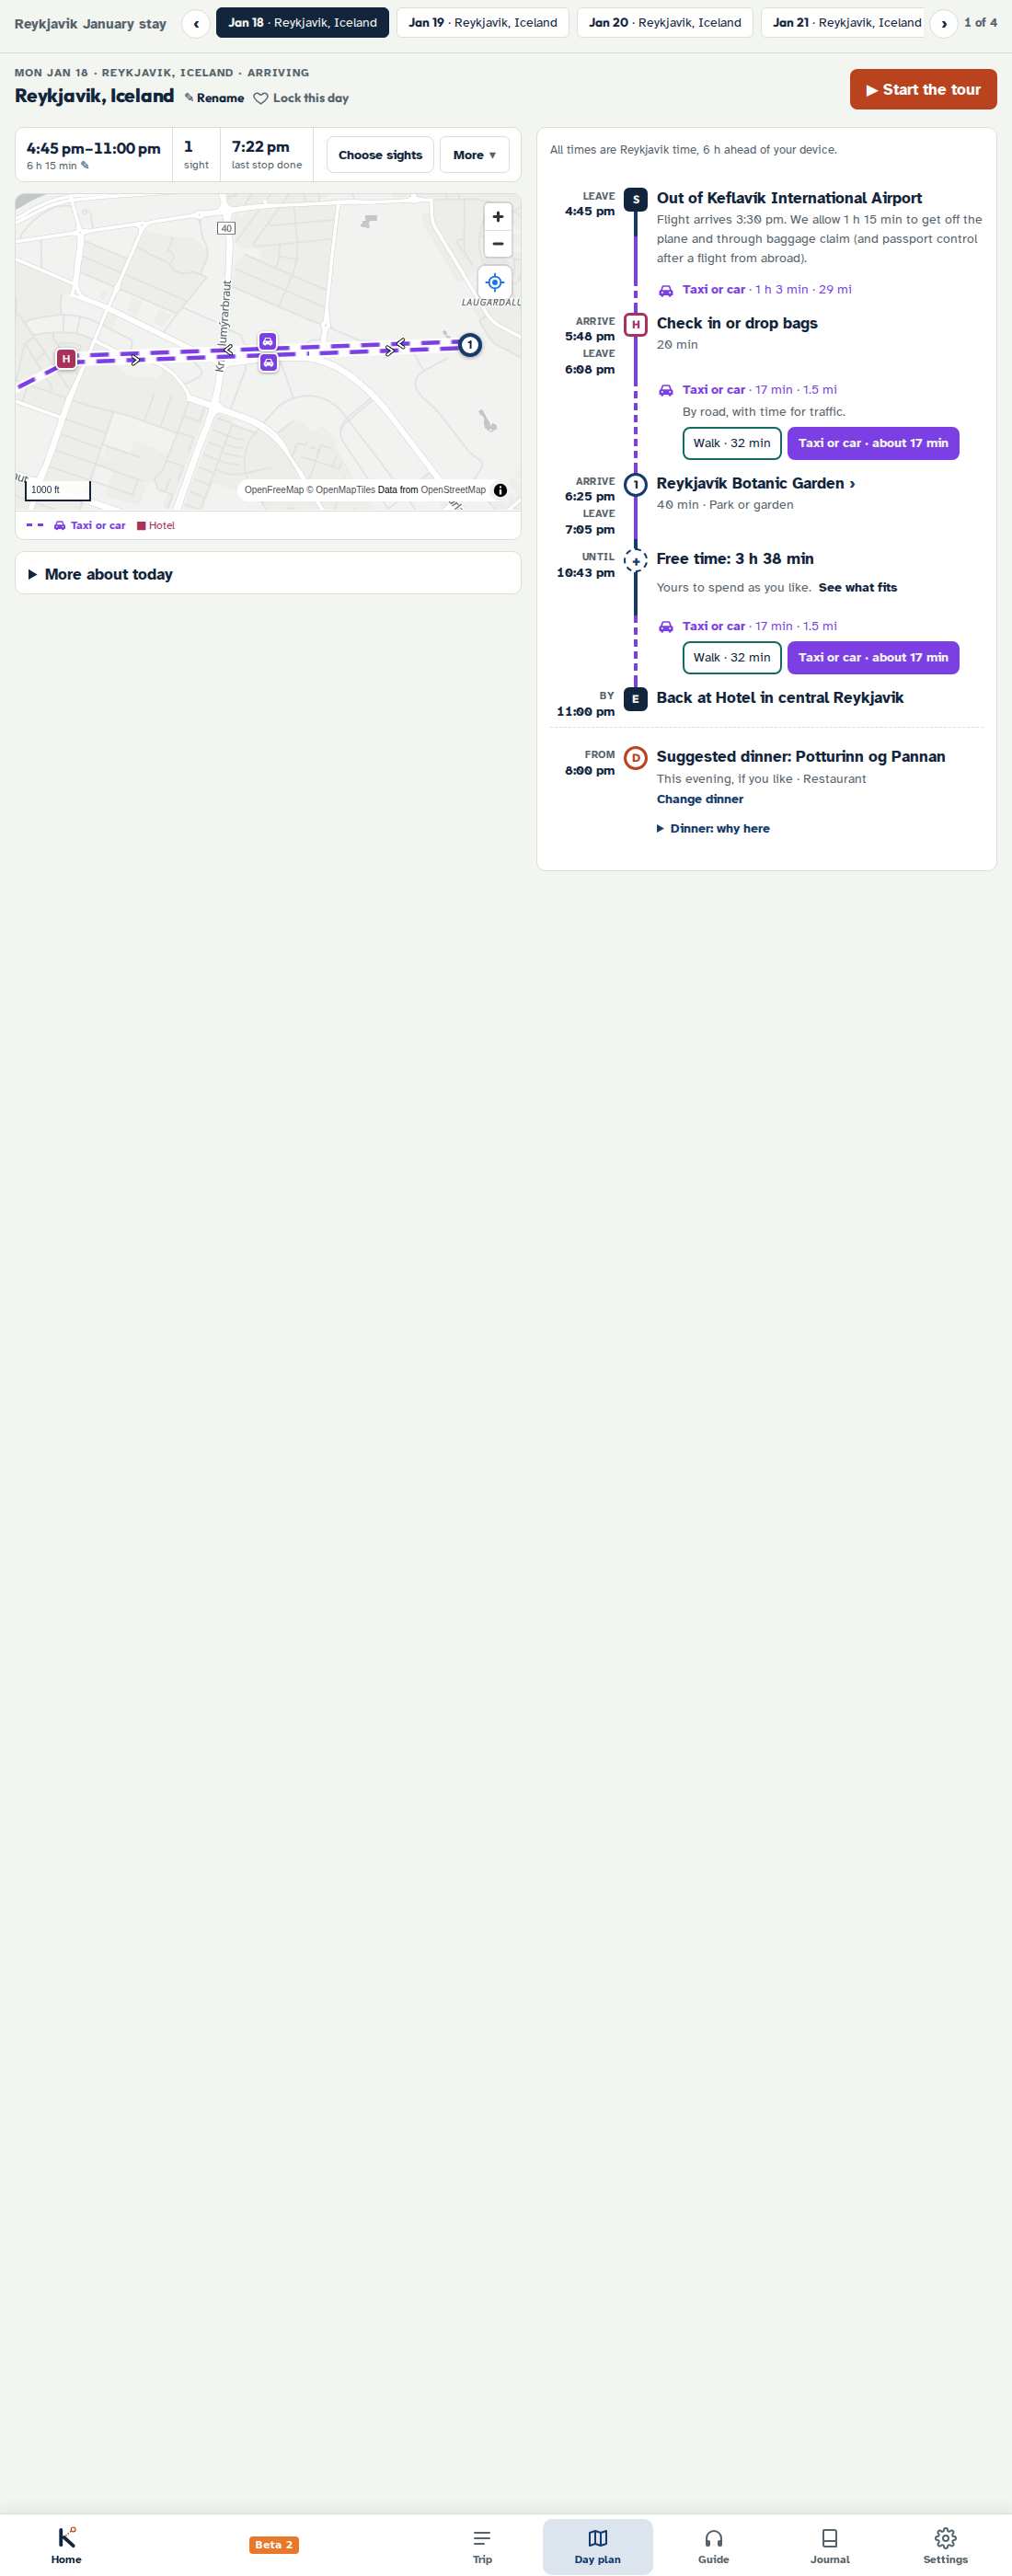 Reykjavik January stay
‹
Jan 18 · Reykjavik, Iceland
Jan 19 · Reykjavik, Iceland
Jan 20 · Reykjavik, Iceland
Jan 21 · Reykjavik, Iceland
›
1 of 4
MON JAN 18 · REYKJAVIK, ICELAND · ARRIVING
Reykjavik, Iceland
✎ Rename
Lock this day
▶ Start the tour
4:45 pm–11:00 pm
6 h 15 min ✎
1
sight
7:22 pm
last stop done
Choose sights
More ▾
40
LAUGARDALU
H
1
1000 ft
OpenFreeMap © OpenMapTiles Data from OpenStreetMap
Taxi or car
Hotel
▶ More about today
All times are Reykjavik time, 6 h ahead of your device.
LEAVE
4:45 pm
S
Out of Keflavík International Airport
Flight arrives 3:30 pm. We allow 1 h 15 min to get off the
plane and through baggage claim (and passport control
after a flight from abroad).
Taxi or car · 1 h 3 min · 29 mi
ARRIVE
5:48 pm
LEAVE
6:08 pm
H
Check in or drop bags
20 min
Taxi or car · 17 min · 1.5 mi
By road, with time for traffic.
Walk · 32 min
Taxi or car · about 17 min
ARRIVE
6:25 pm
LEAVE
7:05 pm
1
Reykjavik Botanic Garden ›
40 min · Park or garden
UNTIL
10:43 pm
+
Free time: 3 h 38 min
Yours to spend as you like. See what fits
Taxi or car · 17 min · 1.5 mi
Walk · 32 min
Taxi or car · about 17 min
BY
11:00 pm
E
Back at Hotel in central Reykjavik
FROM
8:00 pm
D
Suggested dinner: Potturinn og Pannan
This evening, if you like · Restaurant
Change dinner
▶ Dinner: why here
Home
Beta 2
Trip
Day plan
Guide
Journal
Settings